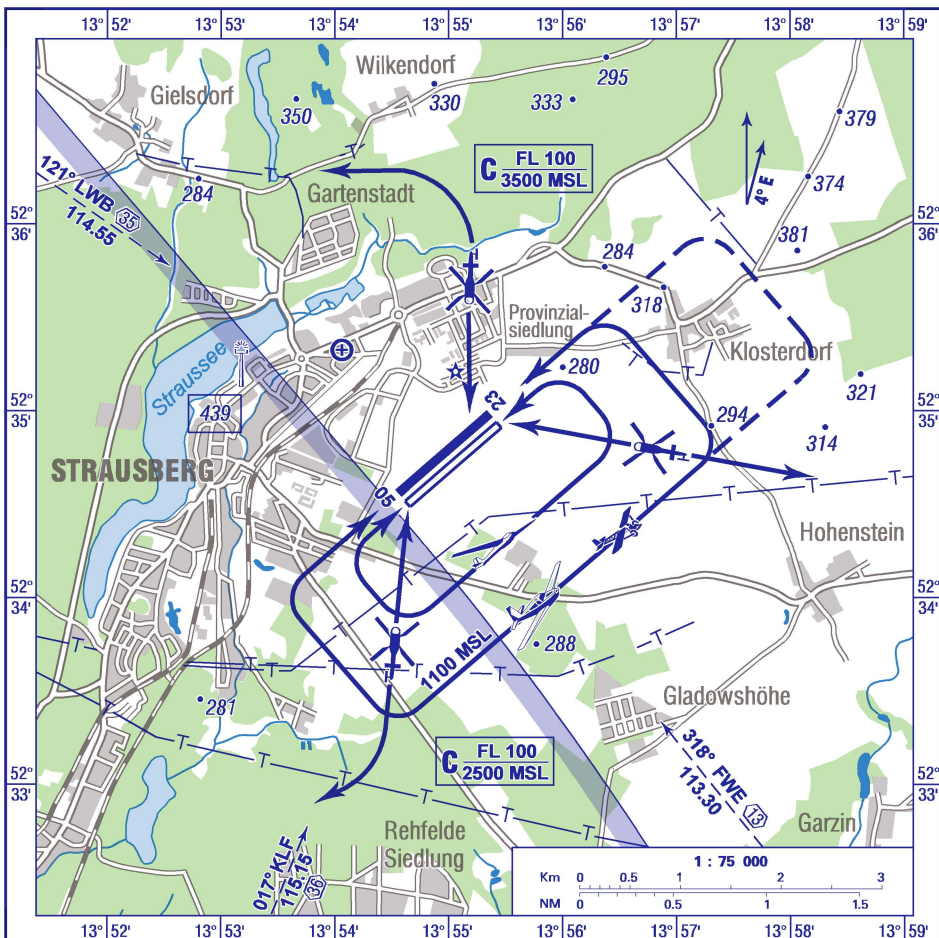 13° 52' 13° 53' 13° 54' 13° 55' 13° 56' 13° 57' 13° 58' 13° 59'
Wilkendorf
295
Gielsdorf
350
330
333
379
C FL 100
3500 MSL
374
121° LWB 35
114.55
284
Gartenstadt
4° E
52°
36'
52°
36'
381
284
318
Provinzial-
siedlung
Klosterdorf
Straussee
280
321
52°
35'
52°
35'
439
23
294
314
STRAUSBERG
05
T T T T T T T T T T T T T T T T T
Hohenstein
52°
34'
52°
34'
288
1100 MSL
281
Gladowshöhe
318° FWE
113.30 13
C FL 100
2500 MSL
52°
33'
52°
33'
Garzin
Rehfelde
Siedlung
017° KLF
115.15 36
1 : 75 000
Km 0 0.5 1 2 3
NM 0 0.5 1 1.5
13° 52' 13° 53' 13° 54' 13° 55' 13° 56' 13° 57' 13° 58' 13° 59'